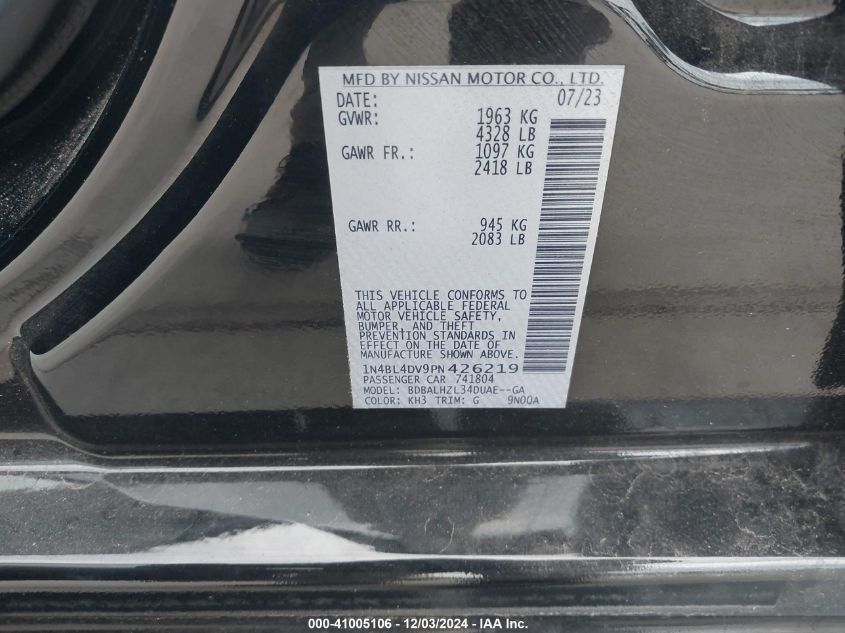 MFD BY NISSAN MOTOR CO., LTD.
DATE: 07/23
GVWR: 1963 KG
4328 LB
GAWR FR.: 1097 KG
2418 LB
GAWR RR.: 945 KG
2083 LB
THIS VEHICLE CONFORMS TO
ALL APPLICABLE FEDERAL
MOTOR VEHICLE SAFETY,
BUMPER, AND THEFT
PREVENTION STANDARDS IN
EFFECT ON THE DATE OF
MANUFACTURE SHOWN ABOVE.
1N4BL4DV9PN426219
PASSENGER CAR 741804
MODEL: BDBALHZL34DUAE--GA
COLOR: KH3 TRIM: G 9N00A
000-41005106 - 12/03/2024 - IAA Inc.